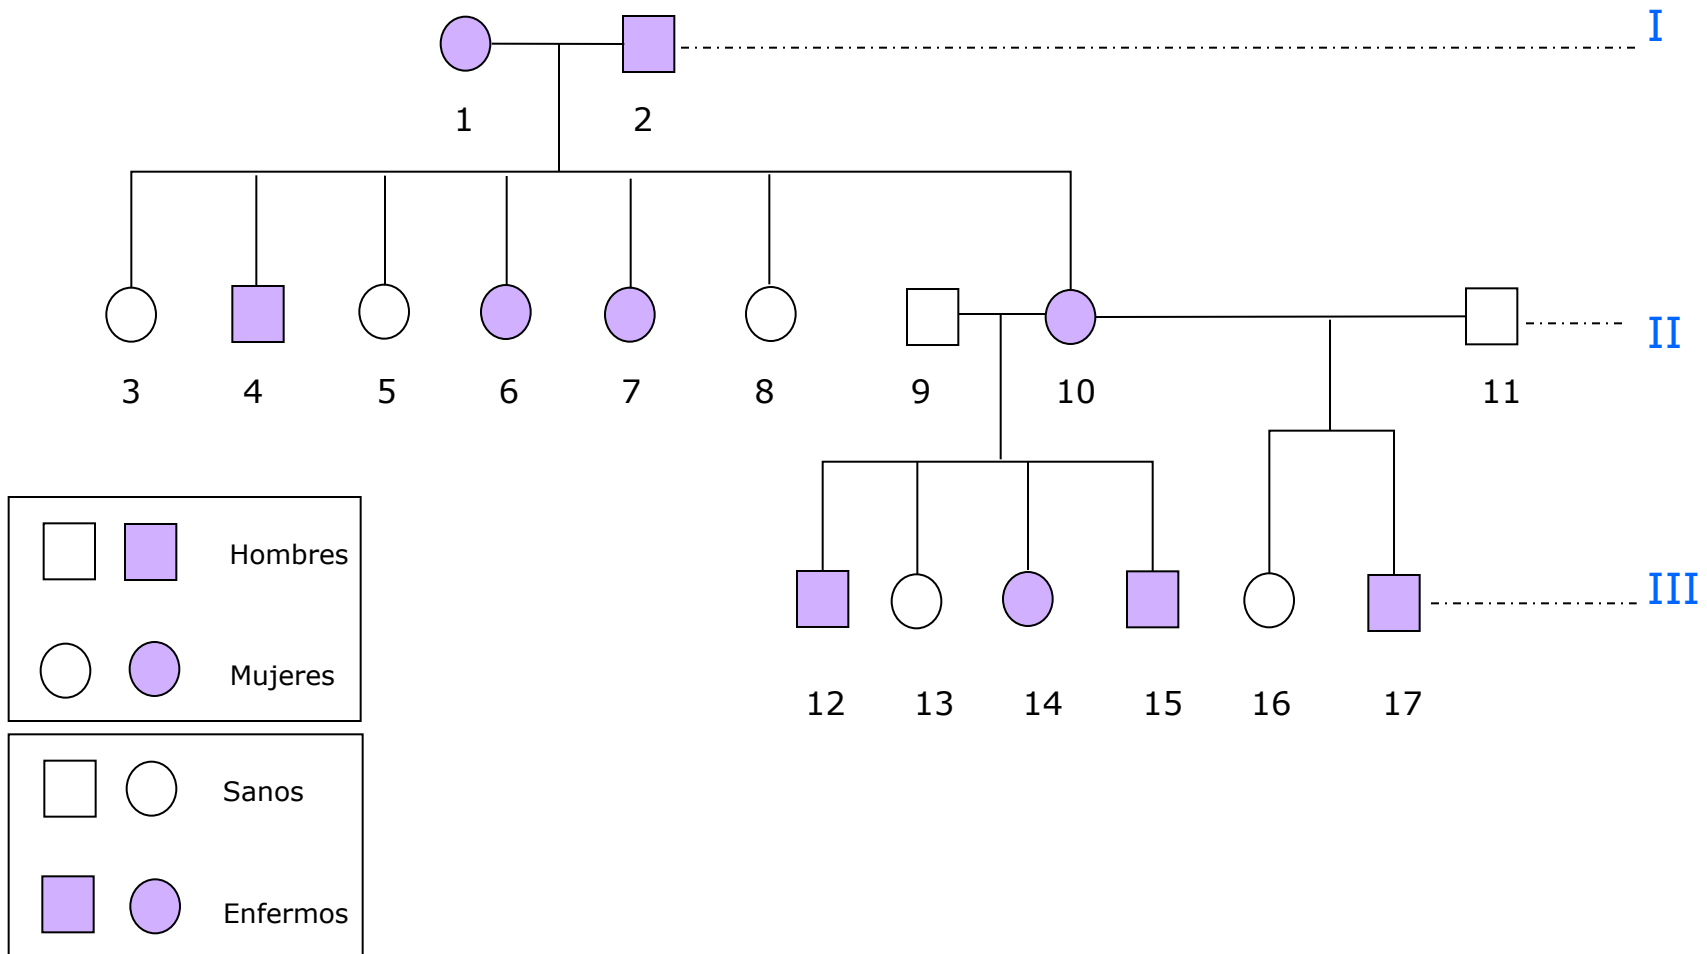 I
1 2
3 4 5 6 7 8 9 10 11
II
Hombres
Mujeres
III
12 13 14 15 16 17
Sanos
Enfermos